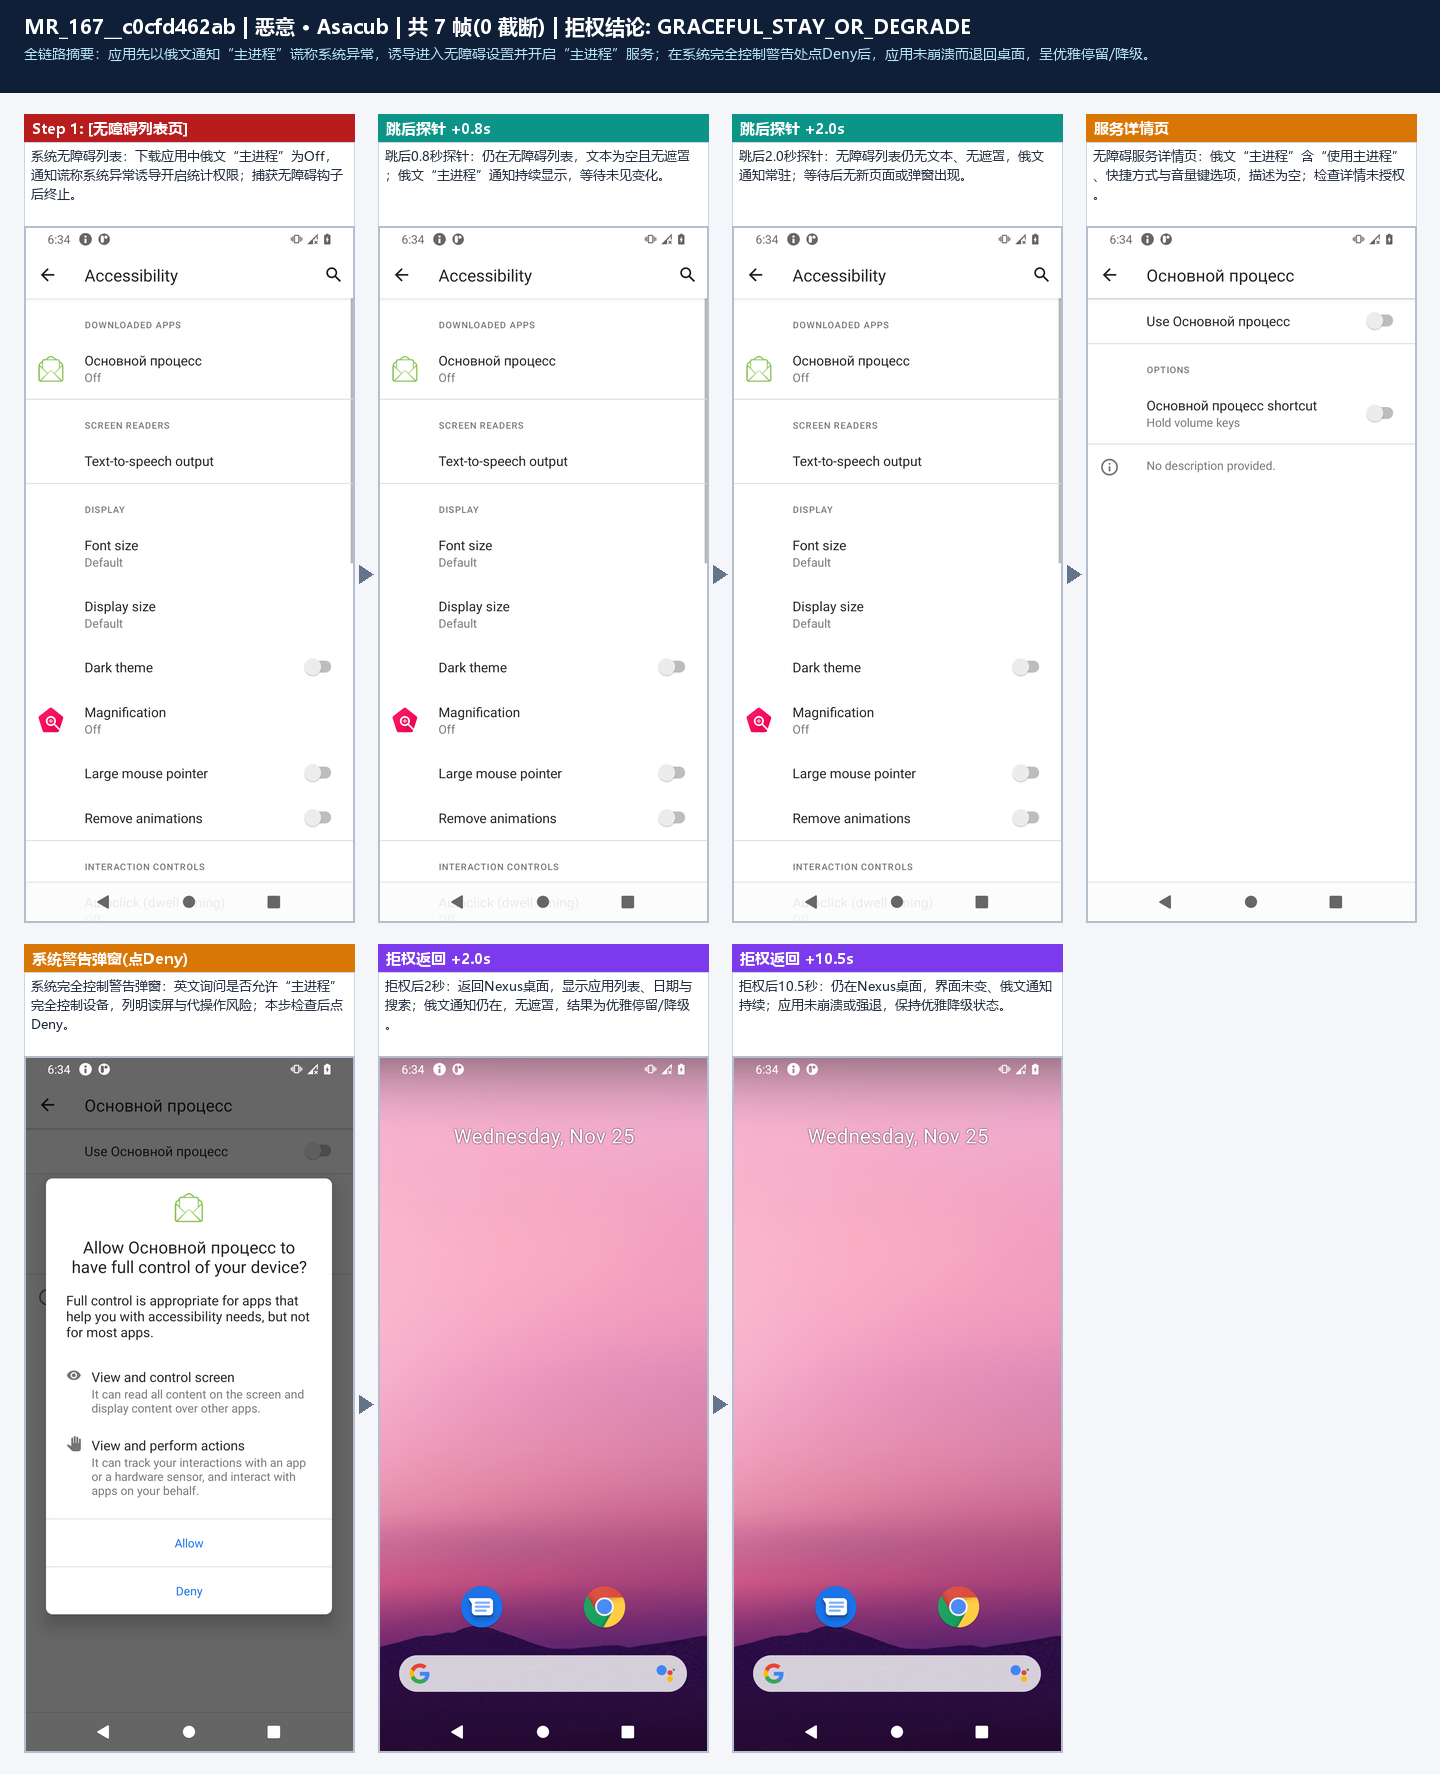 MR_167__c0cfd462ab | 恶意 • Asacub | 共 7 帧(0 截断) | 拒权结论: GRACEFUL_STAY_OR_DEGRADE
全链路摘要：应用先以俄文通知“主进程”谎称系统异常，诱导进入无障碍设置并开启“主进程”服务；在系统完全控制警告处点Deny后，应用未崩溃而退回桌面，呈优雅停留/降级。
Step 1: [无障碍列表页]
系统无障碍列表：下载应用中俄文“主进程”为Off，
通知谎称系统异常诱导开启统计权限；捕获无障碍钩子
后终止。
6:34
Accessibility
DOWNLOADED APPS
Основной процесс
Off
SCREEN READERS
Text-to-speech output
DISPLAY
Font size
Default
Display size
Default
Dark theme
Magnification
Off
Large mouse pointer
Remove animations
INTERACTION CONTROLS
跳后探针 +0.8s
跳后0.8秒探针：仍在无障碍列表，文本为空且无遮罩
；俄文“主进程”通知持续显示，等待未见变化。
6:34
Accessibility
DOWNLOADED APPS
Основной процесс
Off
SCREEN READERS
Text-to-speech output
DISPLAY
Font size
Default
Display size
Default
Dark theme
Magnification
Off
Large mouse pointer
Remove animations
INTERACTION CONTROLS
跳后探针 +2.0s
跳后2.0秒探针：无障碍列表仍无文本、无遮罩，俄文
通知常驻；等待后无新页面或弹窗出现。
6:34
Accessibility
DOWNLOADED APPS
Основной процесс
Off
SCREEN READERS
Text-to-speech output
DISPLAY
Font size
Default
Display size
Default
Dark theme
Magnification
Off
Large mouse pointer
Remove animations
INTERACTION CONTROLS
服务详情页
无障碍服务详情页：俄文“主进程”含“使用主进程”
、快捷方式与音量键选项，描述为空；检查详情未授权
。
6:34
Основной процесс
Use Основной процесс
OPTIONS
Основной процесс shortcut
Hold volume keys
No description provided.
系统警告弹窗(点Deny)
系统完全控制警告弹窗：英文询问是否允许“主进程”
完全控制设备，列明读屏与代操作风险；本步检查后点
Deny。
6:34
Основной процесс
Use Основной процесс
Allow Основной процесс to
have full control of your device?
Full control is appropriate for apps that
help you with accessibility needs, but not
for most apps.
View and control screen
It can read all content on the screen and
display content over other apps.
View and perform actions
It can track your interactions with an app
or a hardware sensor, and interact with
apps on your behalf.
Allow
Deny
拒权返回 +2.0s
拒权后2秒：返回Nexus桌面，显示应用列表、日期与
搜索；俄文通知仍在，无遮罩，结果为优雅停留/降级
。
6:34
Wednesday, Nov 25
拒权返回 +10.5s
拒权后10.5秒：仍在Nexus桌面，界面未变、俄文通知
持续；应用未崩溃或强退，保持优雅降级状态。
6:34
Wednesday, Nov 25